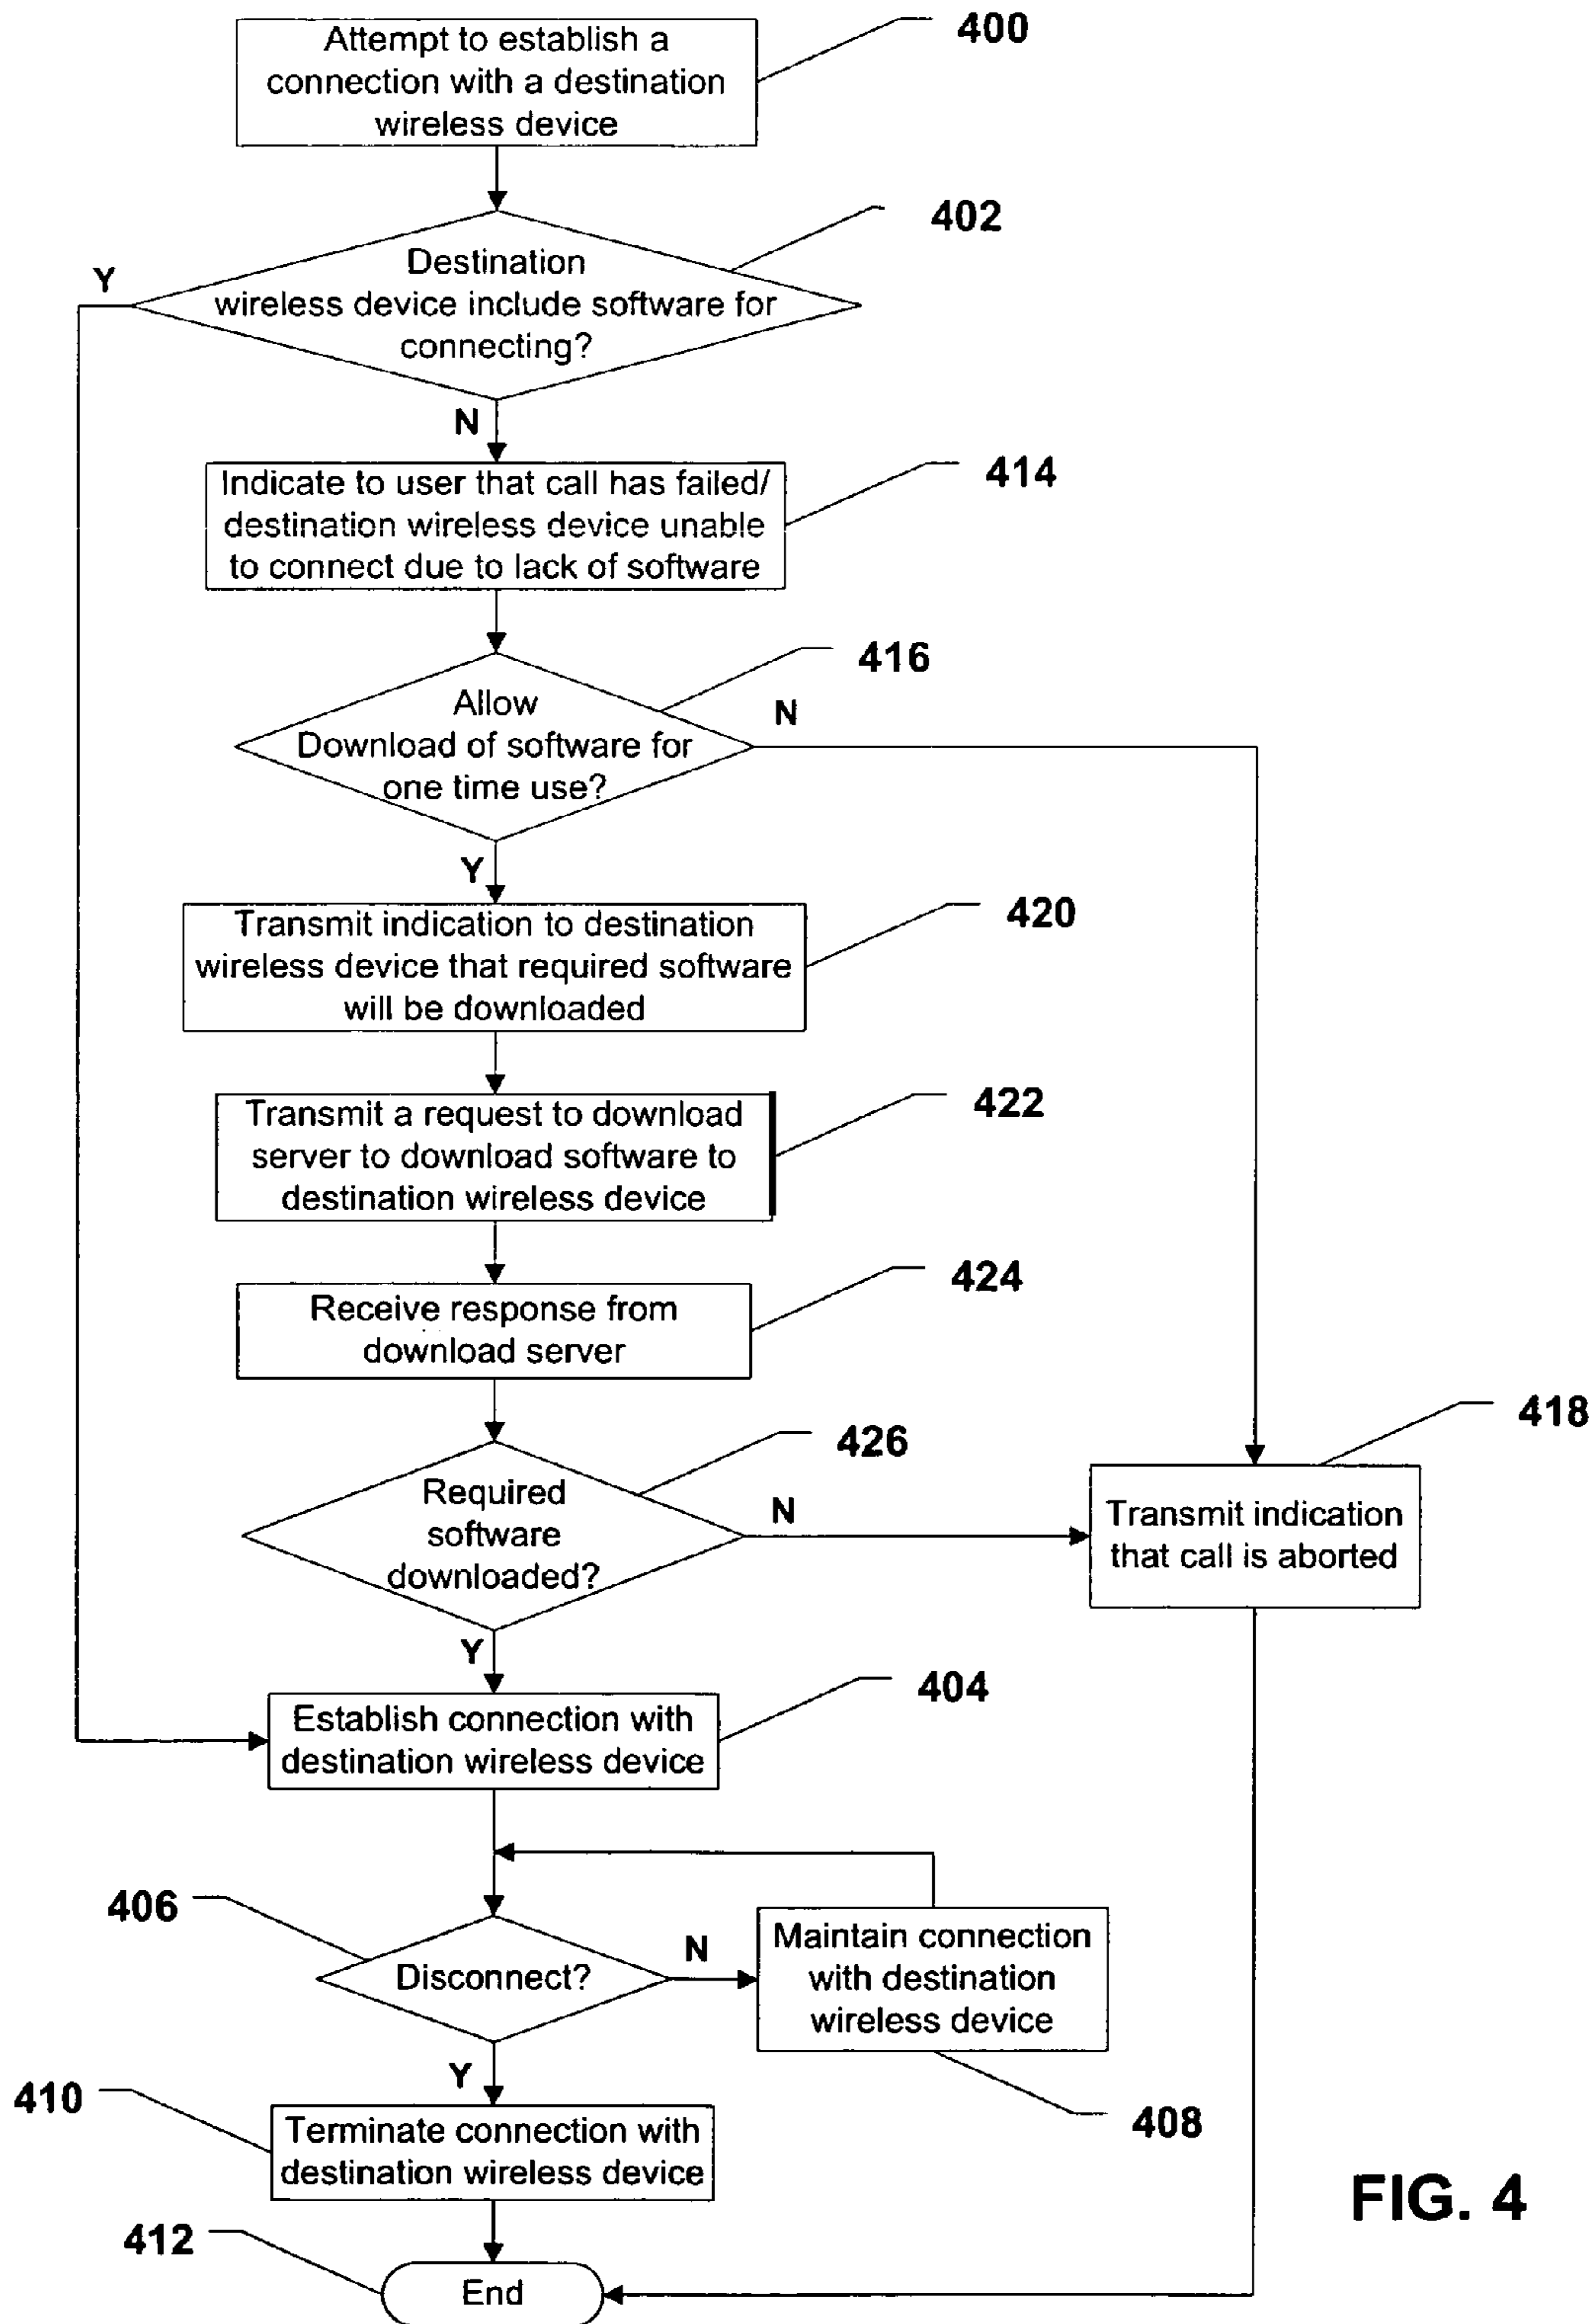 Attempt to establish a
connection with a destination
wireless device
400
402
Destination
wireless device include software for
connecting?
Y
N
Indicate to user that call has failed/
destination wireless device unable
to connect due to lack of software
414
416
Allow
Download of software for
one time use?
N
Y
Transmit indication to destination
wireless device that required software
will be downloaded
420
Transmit a request to download
server to download software to
destination wireless device
422
Receive response from
download server
424
426
Required
software
downloaded?
N
418
Transmit indication
that call is aborted
Y
Establish connection with
destination wireless device
404
406
Disconnect?
N
Maintain connection
with destination
wireless device
408
Y
410
Terminate connection with
destination wireless device
412
End
FIG. 4